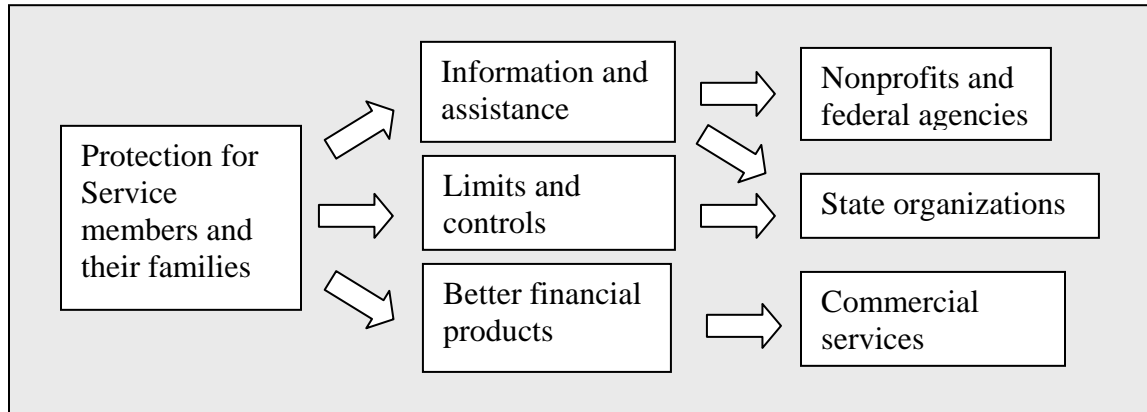 Protection for
Service
members and
their families
Information and
assistance
Limits and
controls
Better financial
products
Nonprofits and
federal agencies
State organizations
Commercial
services